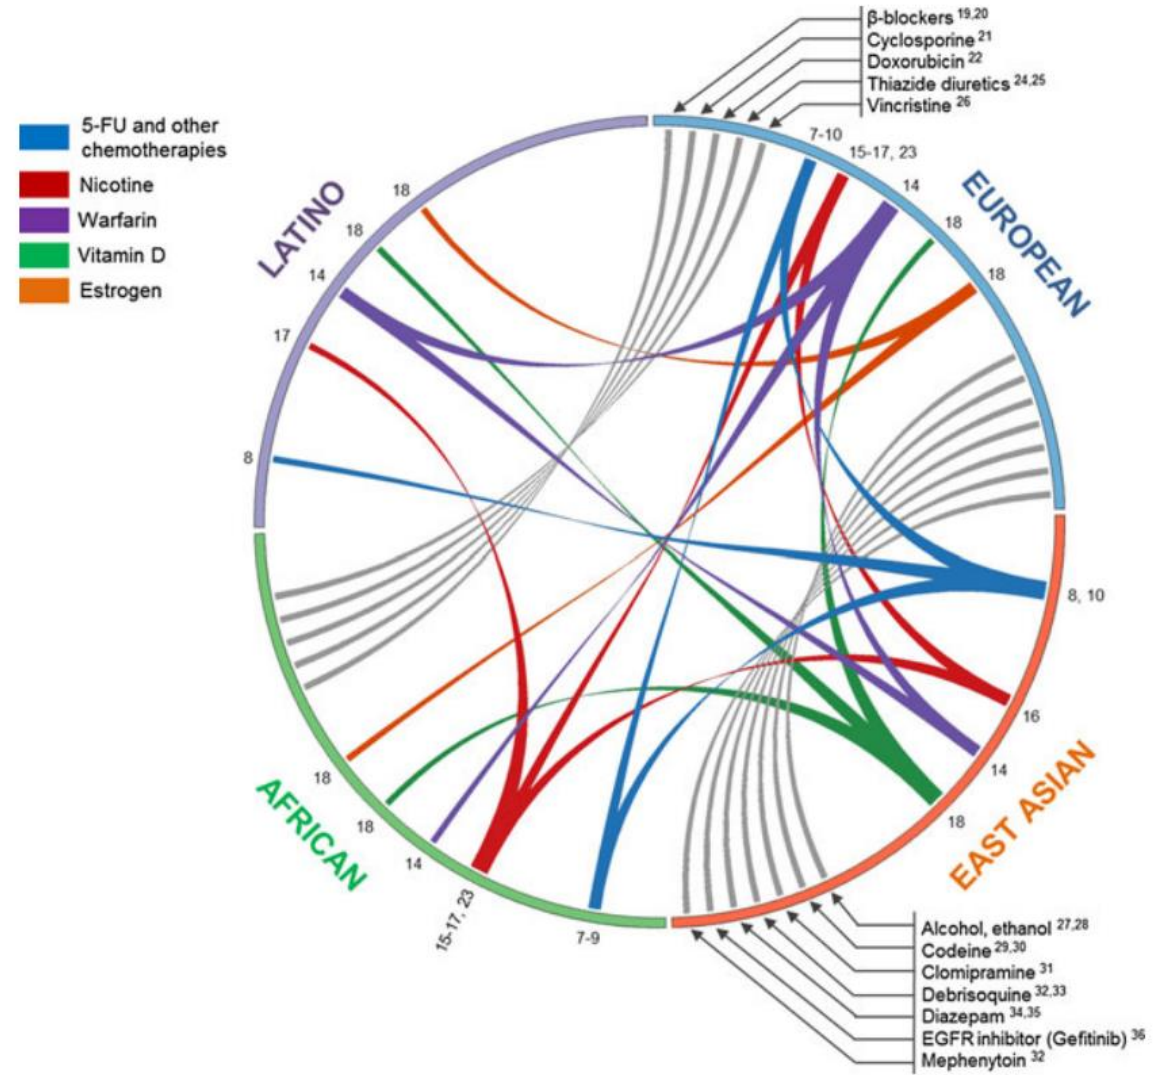 β-blockers 19,20
Cyclosporine 21
Doxorubicin 22
Thiazide diuretics 24,25
Vincristine 26
5-FU and other
chemotherapies
Nicotine
Warfarin
Vitamin D
Estrogen
LATINO
18
18
14
17
8
7-10
15-17, 23
14
18
18
EUROPEAN
8, 10
16
14
18
EAST ASIAN
AFRICAN
18
18
14
15-17, 23
7-9
Alcohol, ethanol 27,28
Codeine 29,30
Clomipramine 31
Debrisoquine 32,33
Diazepam 34,35
EGFR inhibitor (Gefitinib) 36
Mephenytoin 32